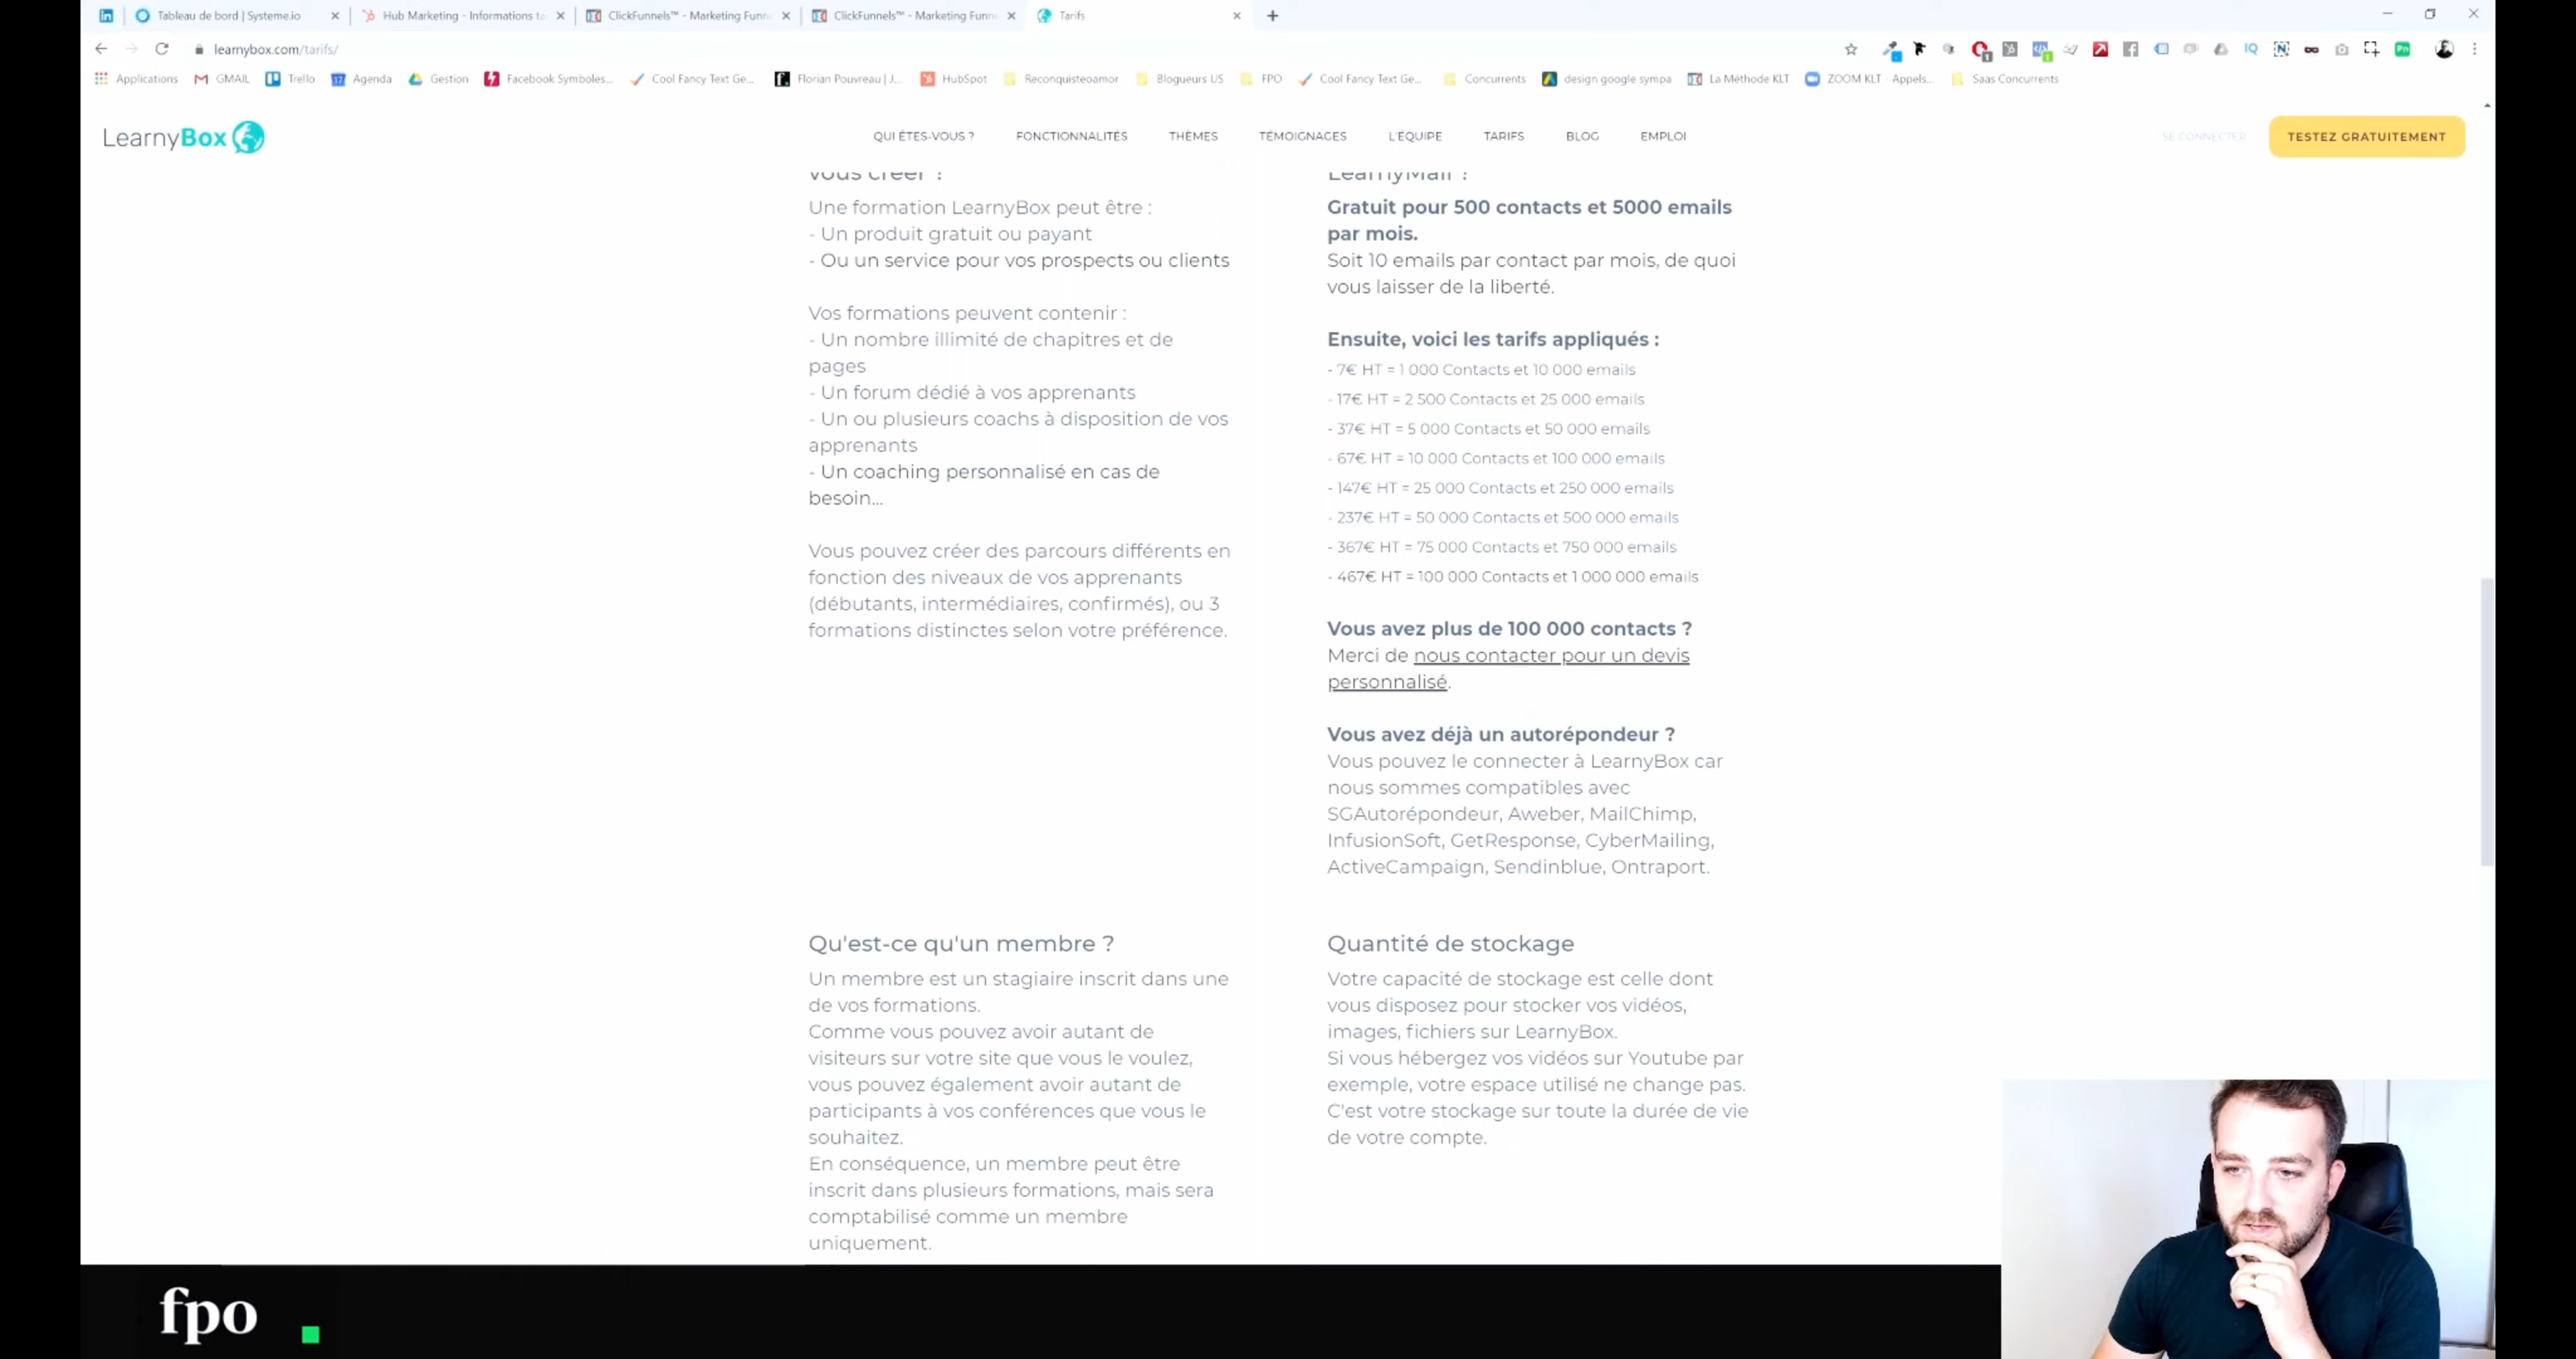 Tableau de bord | Systeme.io
Hub Marketing - Informations ta
ClickFunnels™ - Marketing Funn
ClickFunnels™ - Marketing Funn
Tarifs
learnybox.com/tarifs/
Applications
GMAIL
Trello
Agenda
Gestion
Facebook Symboles...
Cool Fancy Text Ge...
Florian Pouvreau | J...
HubSpot
Reconquisteoamor
Blogueurs US
FPO
Cool Fancy Text Ge...
Concurrents
design google sympa
La Méthode KLT
ZOOM KLT - Appels...
Saas Concurrents
LearnyBox
QUI ÊTES-VOUS ?
FONCTIONNALITÉS
THÈMES
TÉMOIGNAGES
L'ÉQUIPE
TARIFS
BLOG
EMPLOI
SE CONNECTER
TESTEZ GRATUITEMENT
vous créer ?
Une formation LearnyBox peut être :
- Un produit gratuit ou payant
- Ou un service pour vos prospects ou clients
Vos formations peuvent contenir :
- Un nombre illimité de chapitres et de
pages
- Un forum dédié à vos apprenants
- Un ou plusieurs coachs à disposition de vos
apprenants
- Un coaching personnalisé en cas de
besoin...
Vous pouvez créer des parcours différents en
fonction des niveaux de vos apprenants
(débutants, intermédiaires, confirmés), ou 3
formations distinctes selon votre préférence.
LearnyMail ?
Gratuit pour 500 contacts et 5000 emails
par mois.
Soit 10 emails par contact par mois, de quoi
vous laisser de la liberté.
Ensuite, voici les tarifs appliqués :
- 7€ HT = 1 000 Contacts et 10 000 emails
- 17€ HT = 2 500 Contacts et 25 000 emails
- 37€ HT = 5 000 Contacts et 50 000 emails
- 67€ HT = 10 000 Contacts et 100 000 emails
- 147€ HT = 25 000 Contacts et 250 000 emails
- 237€ HT = 50 000 Contacts et 500 000 emails
- 367€ HT = 75 000 Contacts et 750 000 emails
- 467€ HT = 100 000 Contacts et 1 000 000 emails
Vous avez plus de 100 000 contacts ?
Merci de nous contacter pour un devis
personnalisé.
Vous avez déjà un autorépondeur ?
Vous pouvez le connecter à LearnyBox car
nous sommes compatibles avec
SGAutorépondeur, Aweber, MailChimp,
InfusionSoft, GetResponse, CyberMailing,
ActiveCampaign, Sendinblue, Ontraport.
Qu'est-ce qu'un membre ?
Un membre est un stagiaire inscrit dans une
de vos formations.
Comme vous pouvez avoir autant de
visiteurs sur votre site que vous le voulez,
vous pouvez également avoir autant de
participants à vos conférences que vous le
souhaitez.
En conséquence, un membre peut être
inscrit dans plusieurs formations, mais sera
comptabilisé comme un membre
uniquement.
Quantité de stockage
Votre capacité de stockage est celle dont
vous disposez pour stocker vos vidéos,
images, fichiers sur LearnyBox.
Si vous hébergez vos vidéos sur Youtube par
exemple, votre espace utilisé ne change pas.
C'est votre stockage sur toute la durée de vie
de votre compte.
fpo